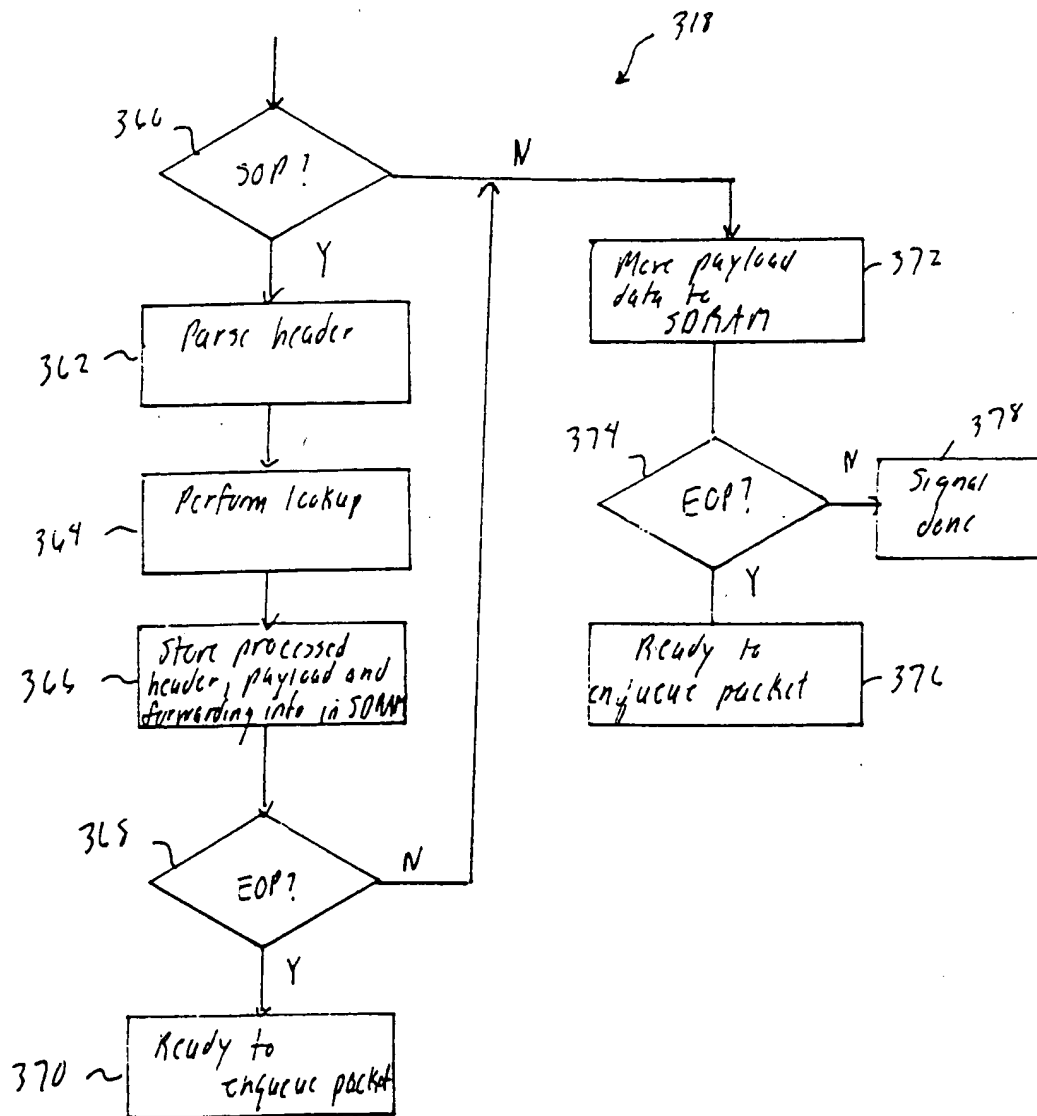 318
360
SOP?
N
Y
Move payload
data to
SDRAM
372
Parse header
362
374
EOP?
N
378
Signal
done
Perform lookup
364
Y
Store processed
header, payload and
forwarding info in SDRAM
366
Ready to
enqueue packet
376
368
EOP?
N
Y
Ready to
enqueue packet
370